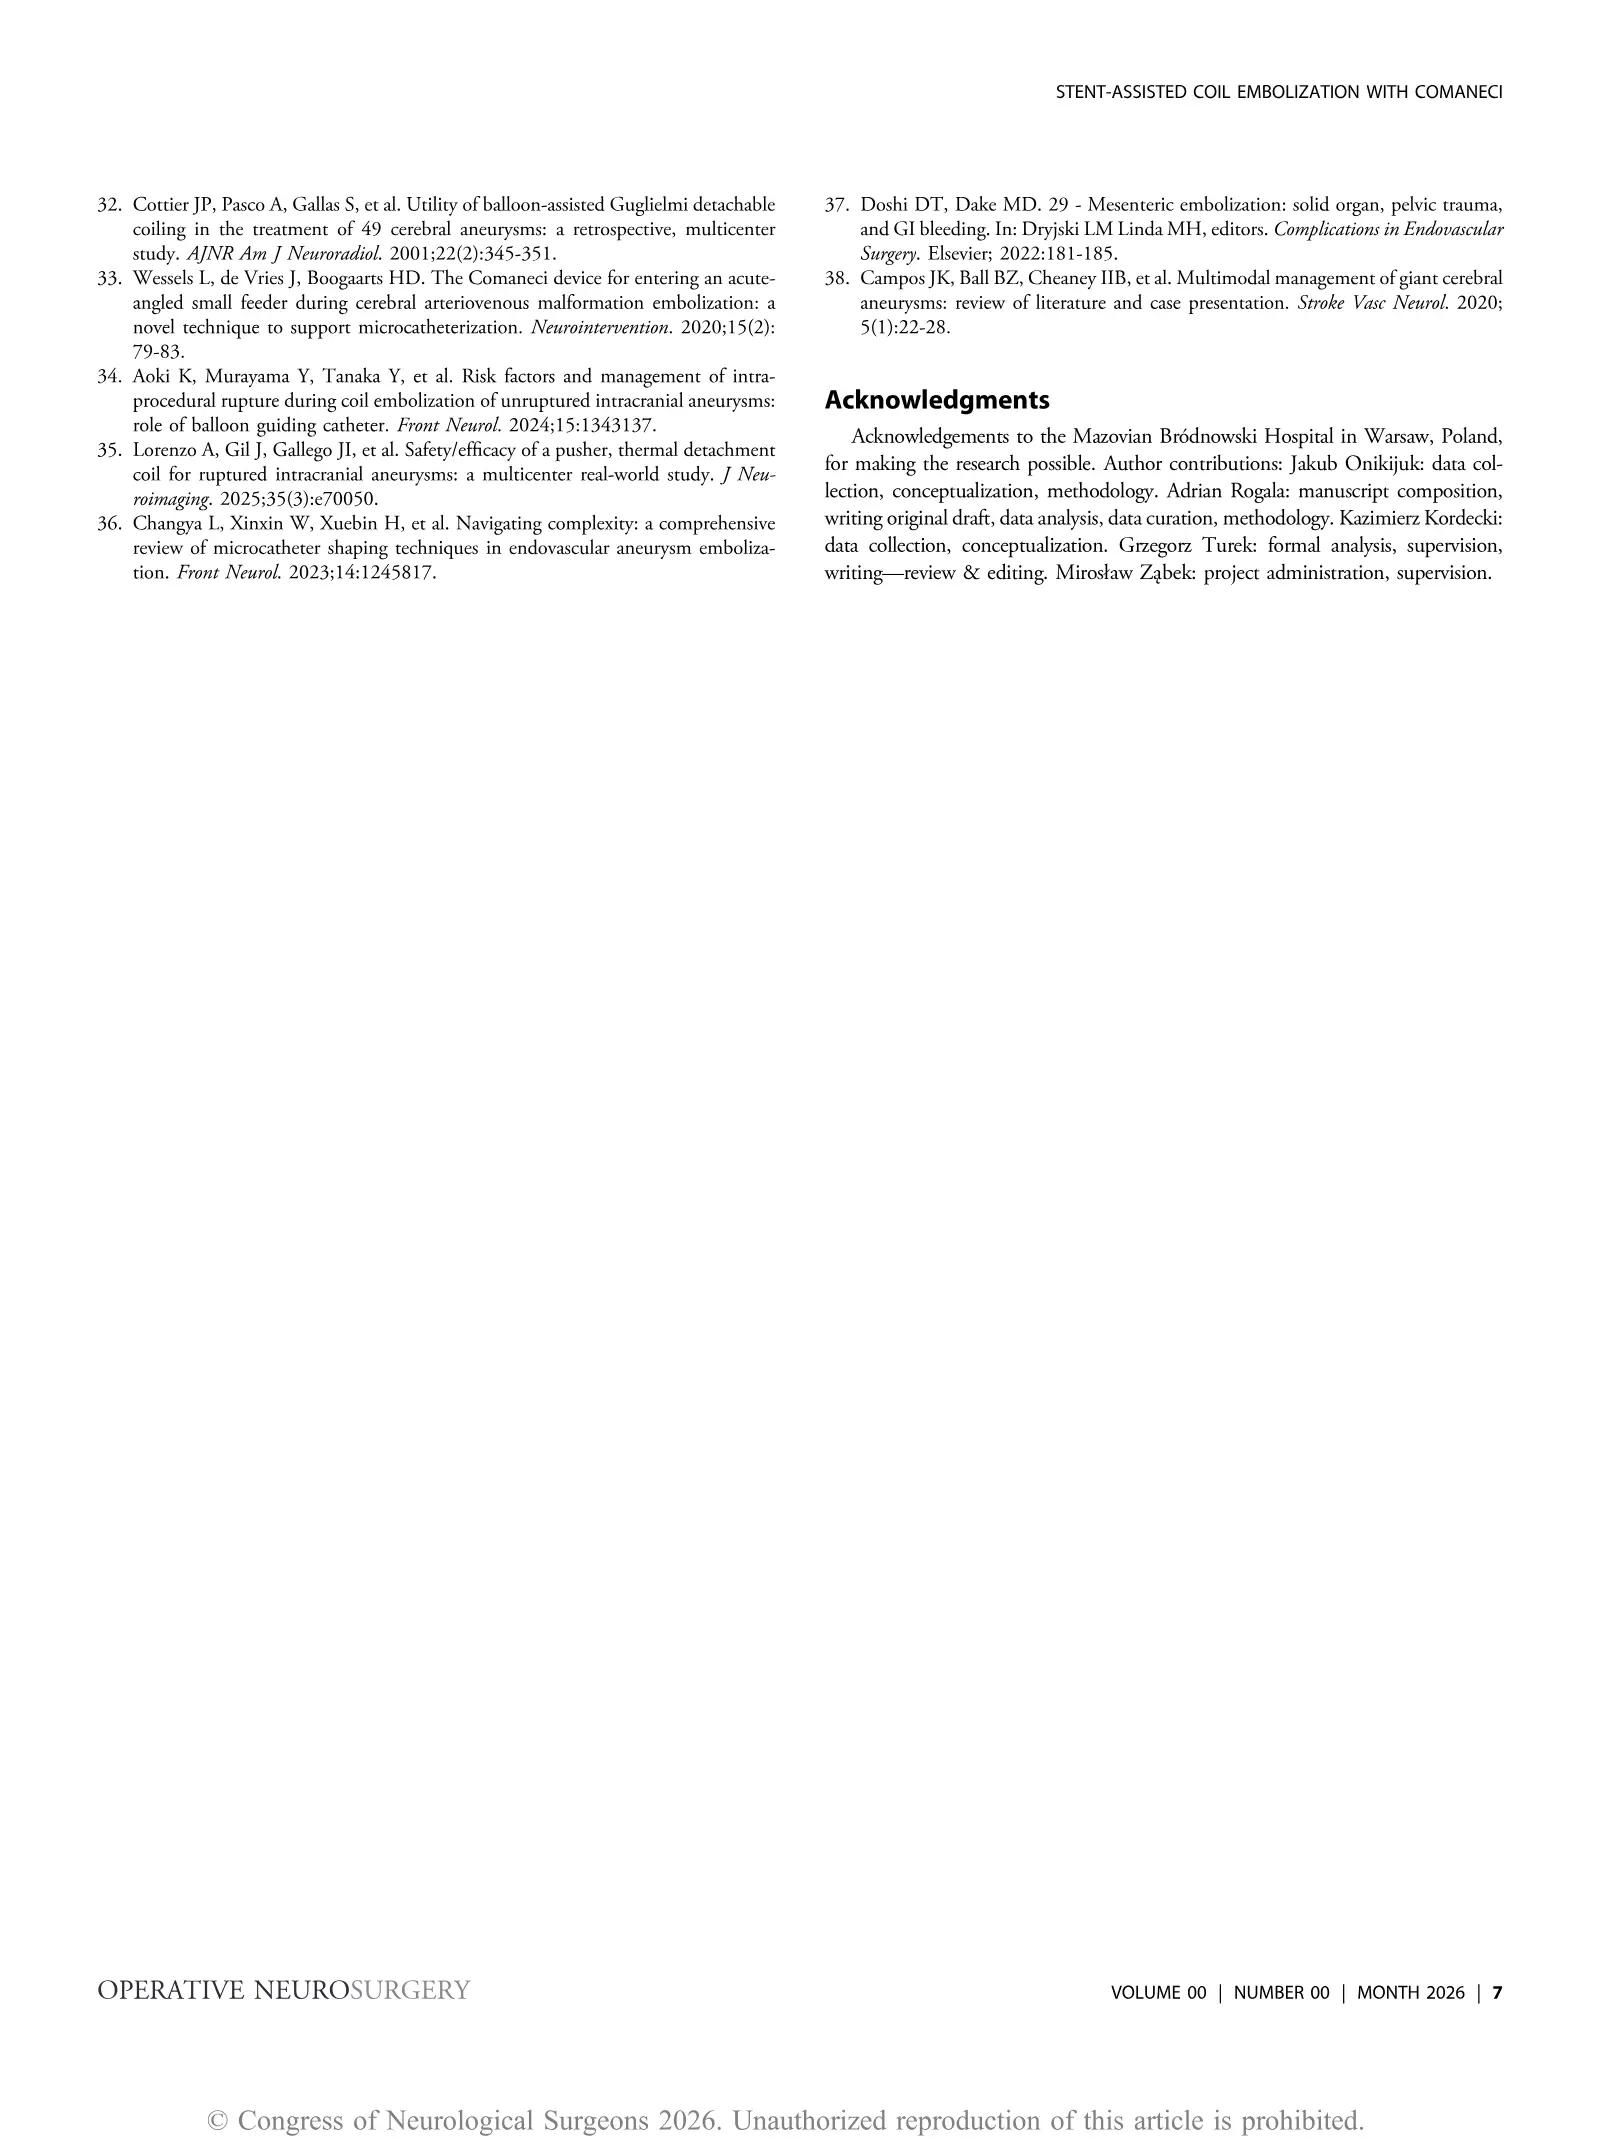 STENT-ASSISTED COIL EMBOLIZATION WITH COMANECI
32. Cottier JP, Pasco A, Gallas S, et al. Utility of balloon-assisted Guglielmi detachable
coiling in the treatment of 49 cerebral aneurysms: a retrospective, multicenter
study. AJNR Am J Neuroradiol. 2001;22(2):345-351.
33. Wessels L, de Vries J, Boogaarts HD. The Comaneci device for entering an acute-
angled small feeder during cerebral arteriovenous malformation embolization: a
novel technique to support microcatheterization. Neurointervention. 2020;15(2):
79-83.
34. Aoki K, Murayama Y, Tanaka Y, et al. Risk factors and management of intra-
procedural rupture during coil embolization of unruptured intracranial aneurysms:
role of balloon guiding catheter. Front Neurol. 2024;15:1343137.
35. Lorenzo A, Gil J, Gallego JI, et al. Safety/efficacy of a pusher, thermal detachment
coil for ruptured intracranial aneurysms: a multicenter real-world study. J Neu-
roimaging. 2025;35(3):e70050.
36. Changya L, Xinxin W, Xuebin H, et al. Navigating complexity: a comprehensive
review of microcatheter shaping techniques in endovascular aneurysm emboliza-
tion. Front Neurol. 2023;14:1245817.
37. Doshi DT, Dake MD. 29 - Mesenteric embolization: solid organ, pelvic trauma,
and GI bleeding. In: Dryjski LM Linda MH, editors. Complications in Endovascular
Surgery. Elsevier; 2022:181-185.
38. Campos JK, Ball BZ, Cheaney IIB, et al. Multimodal management of giant cerebral
aneurysms: review of literature and case presentation. Stroke Vasc Neurol. 2020;
5(1):22-28.
Acknowledgments
Acknowledgements to the Mazovian Bródnowski Hospital in Warsaw, Poland,
for making the research possible. Author contributions: Jakub Onikijuk: data col-
lection, conceptualization, methodology. Adrian Rogala: manuscript composition,
writing original draft, data analysis, data curation, methodology. Kazimierz Kordecki:
data collection, conceptualization. Grzegorz Turek: formal analysis, supervision,
writing—review & editing. Mirosław Ząbek: project administration, supervision.
OPERATIVE NEUROSURGERY
VOLUME 00 | NUMBER 00 | MONTH 2026 | 7
© Congress of Neurological Surgeons 2026. Unauthorized reproduction of this article is prohibited.